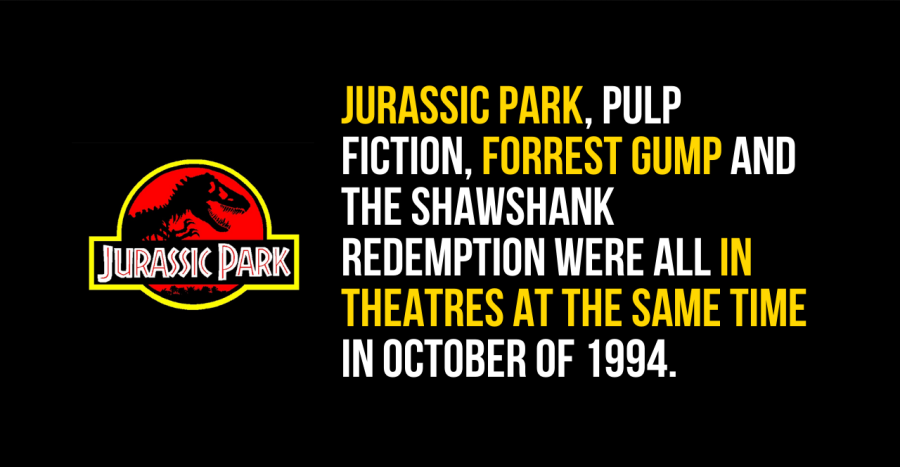 JURASSIC PARK
JURASSIC PARK, PULP
FICTION, FORREST GUMP AND
THE SHAWSHANK
REDEMPTION WERE ALL IN
THEATRES AT THE SAME TIME
IN OCTOBER OF 1994.